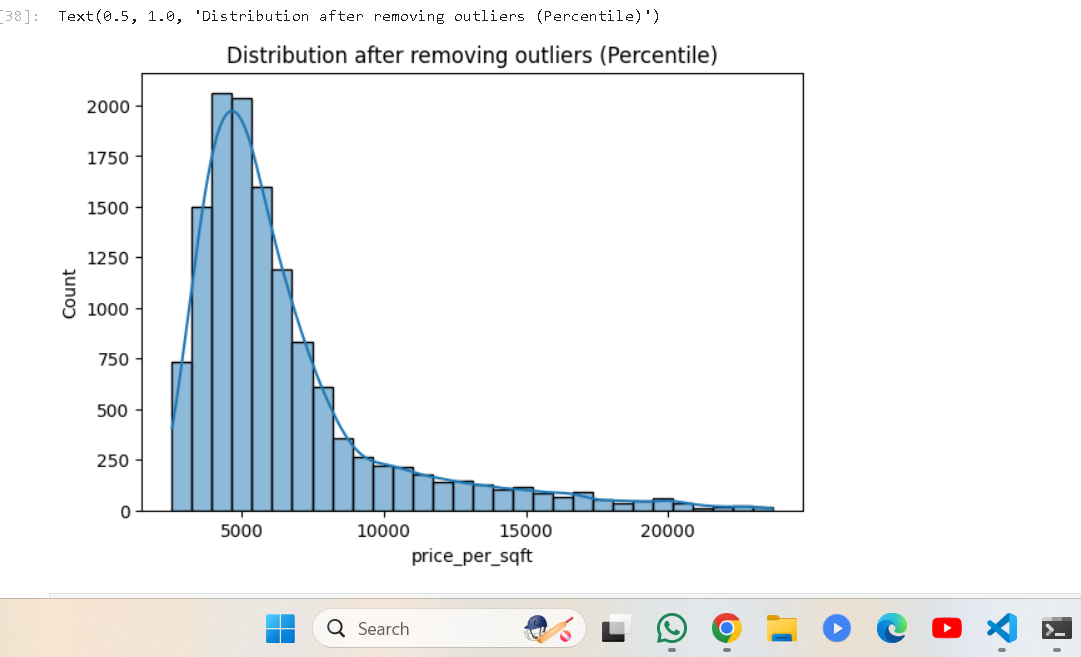 [38]: Text(0.5, 1.0, 'Distribution after removing outliers (Percentile)')
Distribution after removing outliers (Percentile)
2000
1750
1500
1250
1000
750
500
250
0
Count
5000 10000 15000 20000
price_per_sqft
Search